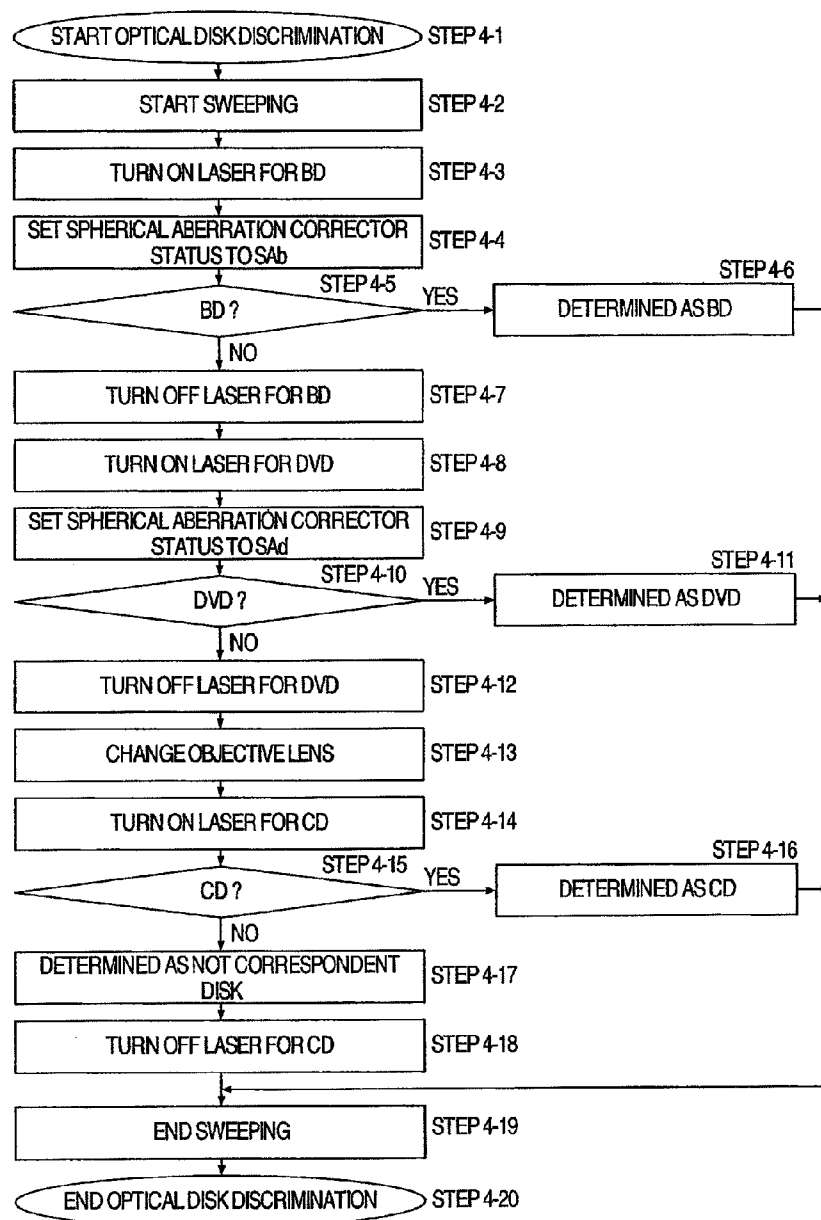 START OPTICAL DISK DISCRIMINATION STEP 4-1
START SWEEPING STEP 4-2
TURN ON LASER FOR BD STEP 4-3
SET SPHERICAL ABERRATION CORRECTOR
STATUS TO SAb
STEP 4-4
STEP 4-5
BD ?
YES
STEP 4-6
DETERMINED AS BD
NO
TURN OFF LASER FOR BD STEP 4-7
TURN ON LASER FOR DVD STEP 4-8
SET SPHERICAL ABERRATION CORRECTOR
STATUS TO SAd
STEP 4-9
STEP 4-10
DVD ?
YES
STEP 4-11
DETERMINED AS DVD
NO
TURN OFF LASER FOR DVD STEP 4-12
CHANGE OBJECTIVE LENS STEP 4-13
TURN ON LASER FOR CD STEP 4-14
STEP 4-15
CD ?
YES
STEP 4-16
DETERMINED AS CD
NO
DETERMINED AS NOT CORRESPONDENT
DISK
STEP 4-17
TURN OFF LASER FOR CD STEP 4-18
END SWEEPING STEP 4-19
END OPTICAL DISK DISCRIMINATION STEP 4-20